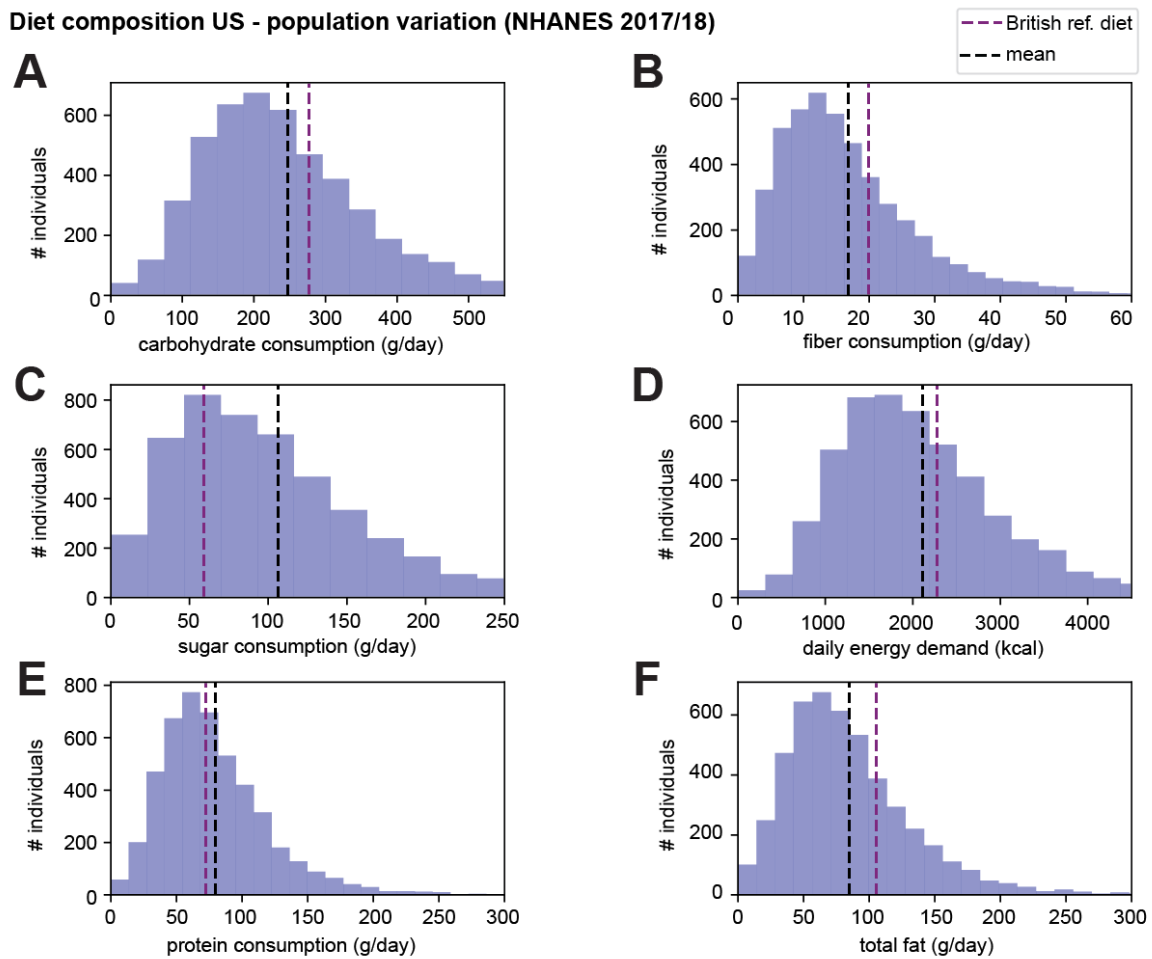 Diet composition US - population variation (NHANES 2017/18)
British ref. diet
mean
A
# individuals
600
400
200
0
0 100 200 300 400 500
carbohydrate consumption (g/day)
B
# individuals
600
400
200
0
0 10 20 30 40 50 60
fiber consumption (g/day)
C
# individuals
800
600
400
200
0
0 50 100 150 200 250
sugar consumption (g/day)
D
# individuals
600
400
200
0
0 1000 2000 3000 4000
daily energy demand (kcal)
E
# individuals
800
600
400
200
0
0 50 100 150 200 300
protein consumption (g/day)
F
# individuals
600
400
200
0
0 50 100 150 200 300
total fat (g/day)